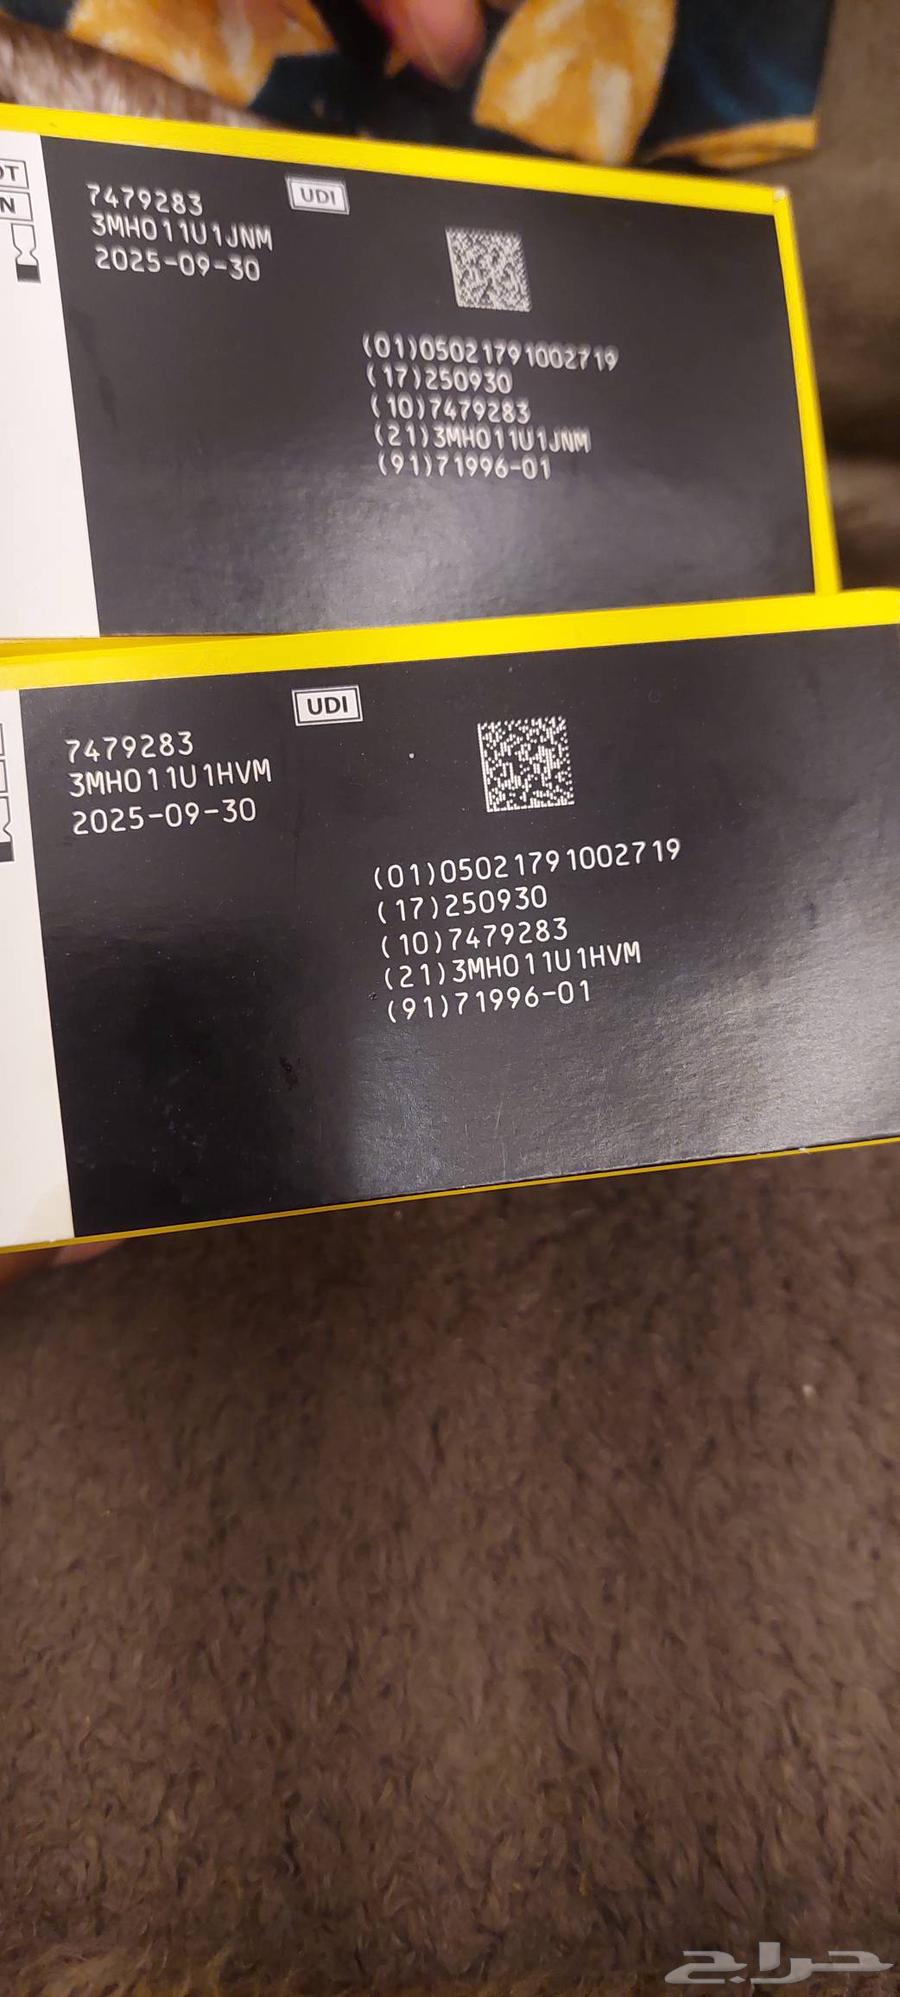 7479283
3MH011U1JNM
2025-09-30
UDI
(01)05021791002719
(17)250930
(10)7479283
(21)3MH011U1JNM
(91)71996-01
7479283
3MH011U1HVM
2025-09-30
UDI
(01)05021791002719
(17)250930
(10)7479283
(21)3MH011U1HVM
(91)71996-01
حراج